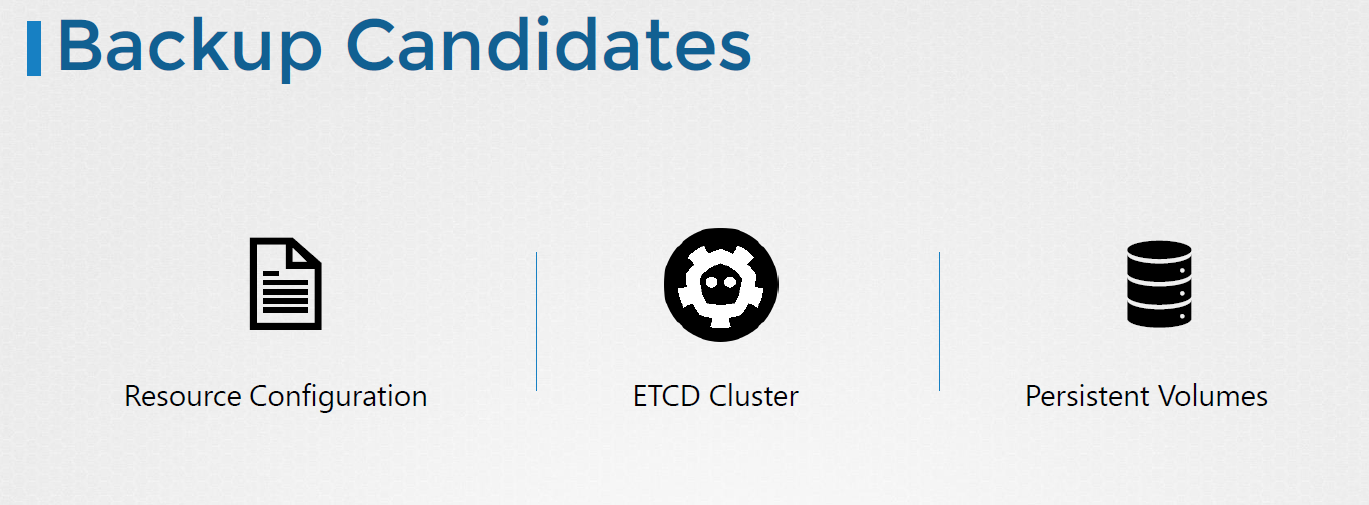 Backup Candidates
Resource Configuration
ETCD Cluster
Persistent Volumes